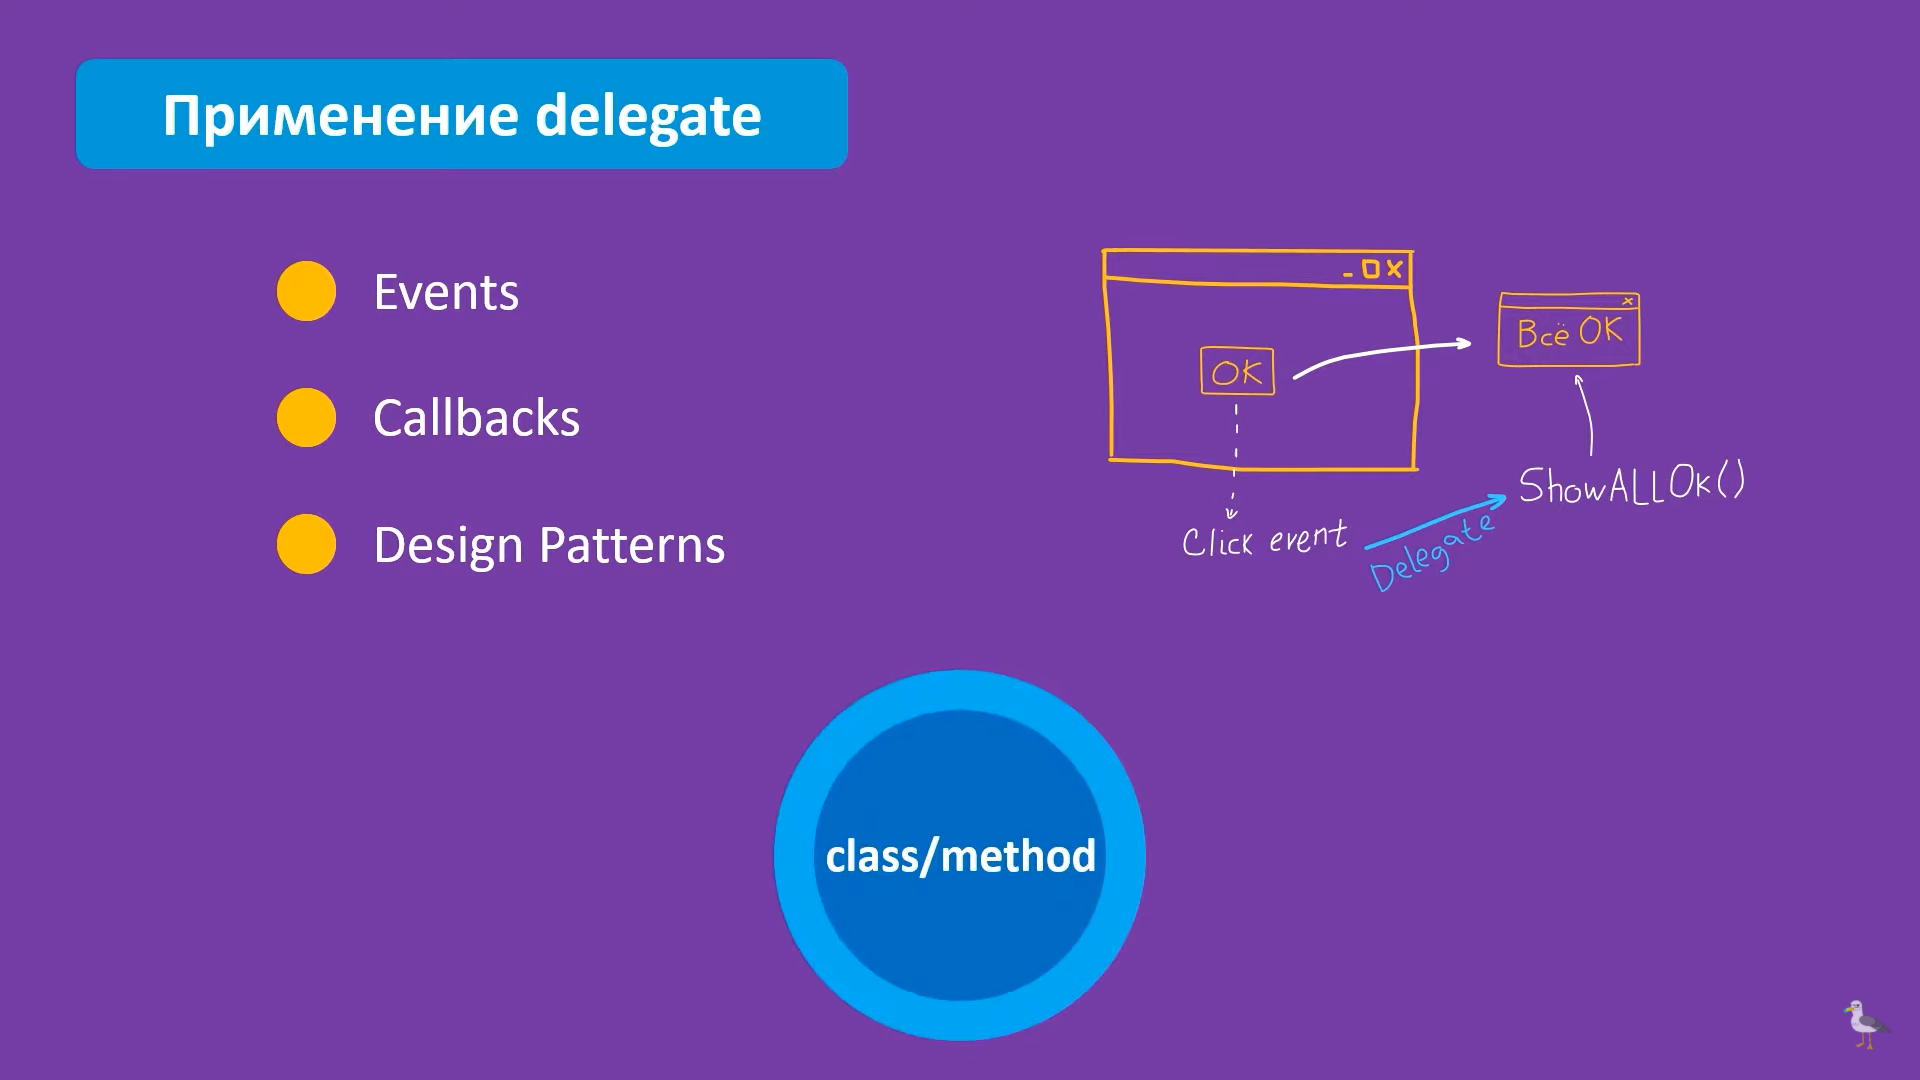 Применение delegate
Events
Callbacks
Design Patterns
OK
Всё OK
ShowALLOk()
Click event
Delegate
class/method